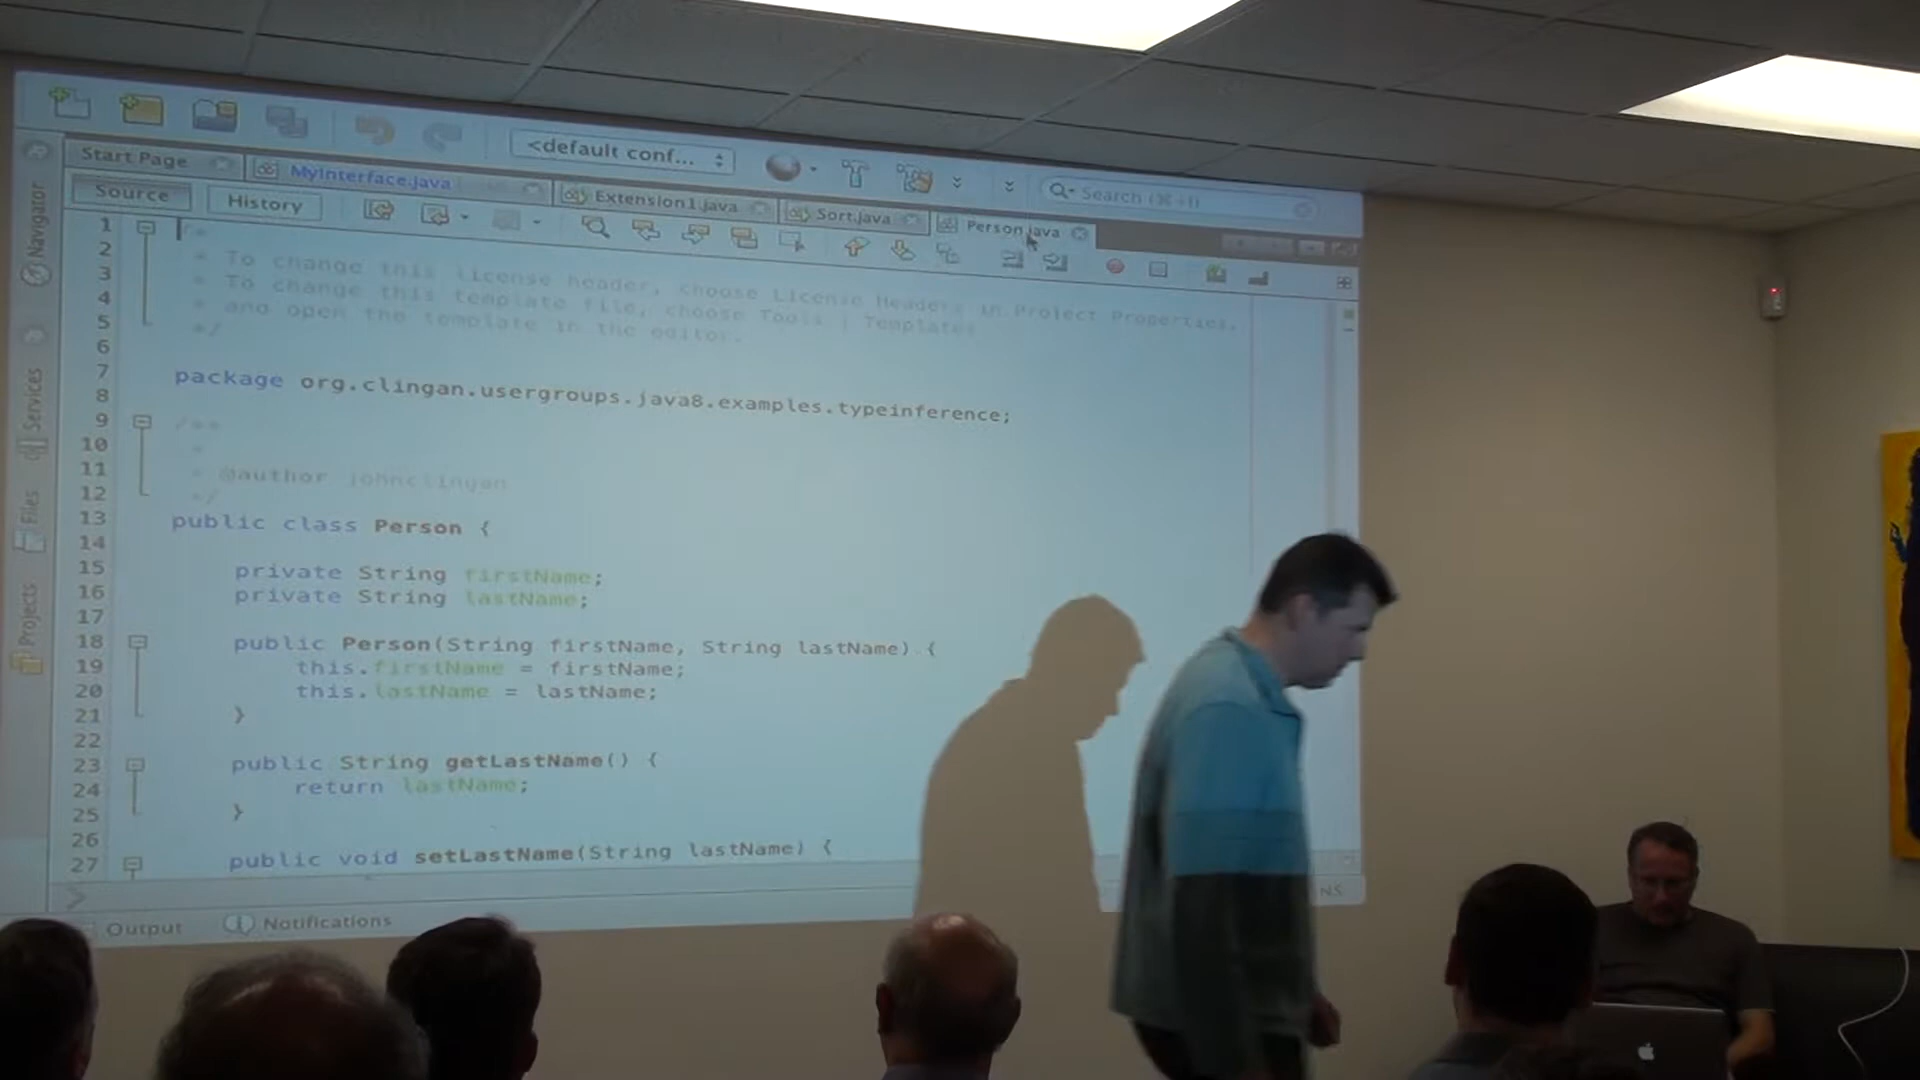 <default conf...
Search (⌘+I)
Start Page
MyInterface.java
Extension1.java
Sort.java
Person.java
Source
History
Navigator
Services
Files
Projects
1 /*
2 * To change this license header, choose License Headers in Project Properties.
3 * To change this template file, choose Tools | Templates
4 * and open the template in the editor.
5 */
6
7 package org.clingan.usergroups.java8.examples.typeinference;
8
9 /**
10 *
11 * @author johnclingan
12 */
13 public class Person {
14
15 private String firstName;
16 private String lastName;
17
18 public Person(String firstName, String lastName) {
19 this.firstName = firstName;
20 this.lastName = lastName;
21 }
22
23 public String getLastName() {
24 return lastName;
25 }
26
27 public void setLastName(String lastName) {
Output
Notifications
NS